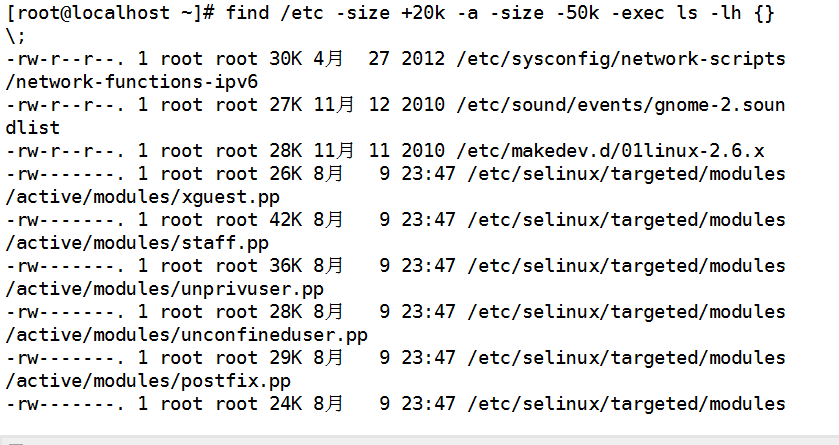 [root@localhost ~]# find /etc -size +20k -a -size -50k -exec ls -lh {}
\;
-rw-r--r--. 1 root root 30K 4月  27 2012 /etc/sysconfig/network-scripts
/network-functions-ipv6
-rw-r--r--. 1 root root 27K 11月 12 2010 /etc/sound/events/gnome-2.soun
dlist
-rw-r--r--. 1 root root 28K 11月 11 2010 /etc/makedev.d/01linux-2.6.x
-rw-------. 1 root root 26K 8月   9 23:47 /etc/selinux/targeted/modules
/active/modules/xguest.pp
-rw-------. 1 root root 42K 8月   9 23:47 /etc/selinux/targeted/modules
/active/modules/staff.pp
-rw-------. 1 root root 36K 8月   9 23:47 /etc/selinux/targeted/modules
/active/modules/unprivuser.pp
-rw-------. 1 root root 28K 8月   9 23:47 /etc/selinux/targeted/modules
/active/modules/unconfineduser.pp
-rw-------. 1 root root 29K 8月   9 23:47 /etc/selinux/targeted/modules
/active/modules/postfix.pp
-rw-------. 1 root root 24K 8月   9 23:47 /etc/selinux/targeted/modules